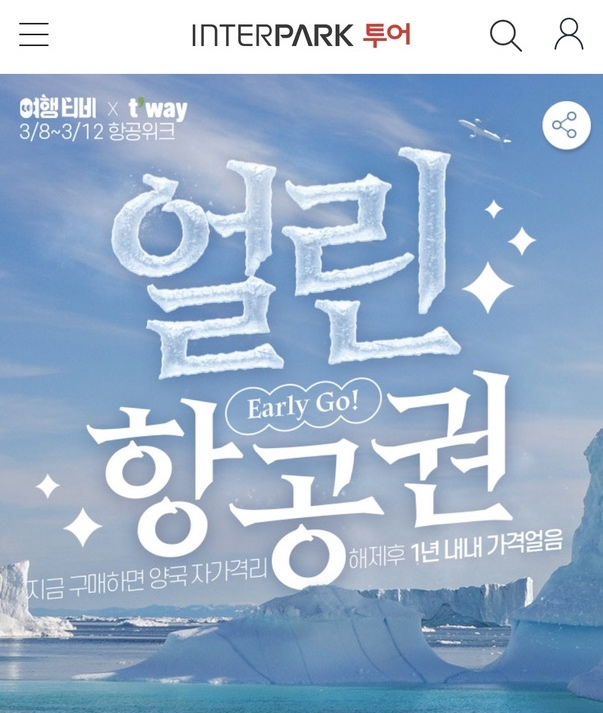 INTERPARK 투어
여행티비 X t'way
3/8~3/12 항공위크
얼린
Early Go!
항공권
지금 구매하면 양국 자가격리 해제후 1년 내내 가격얼음